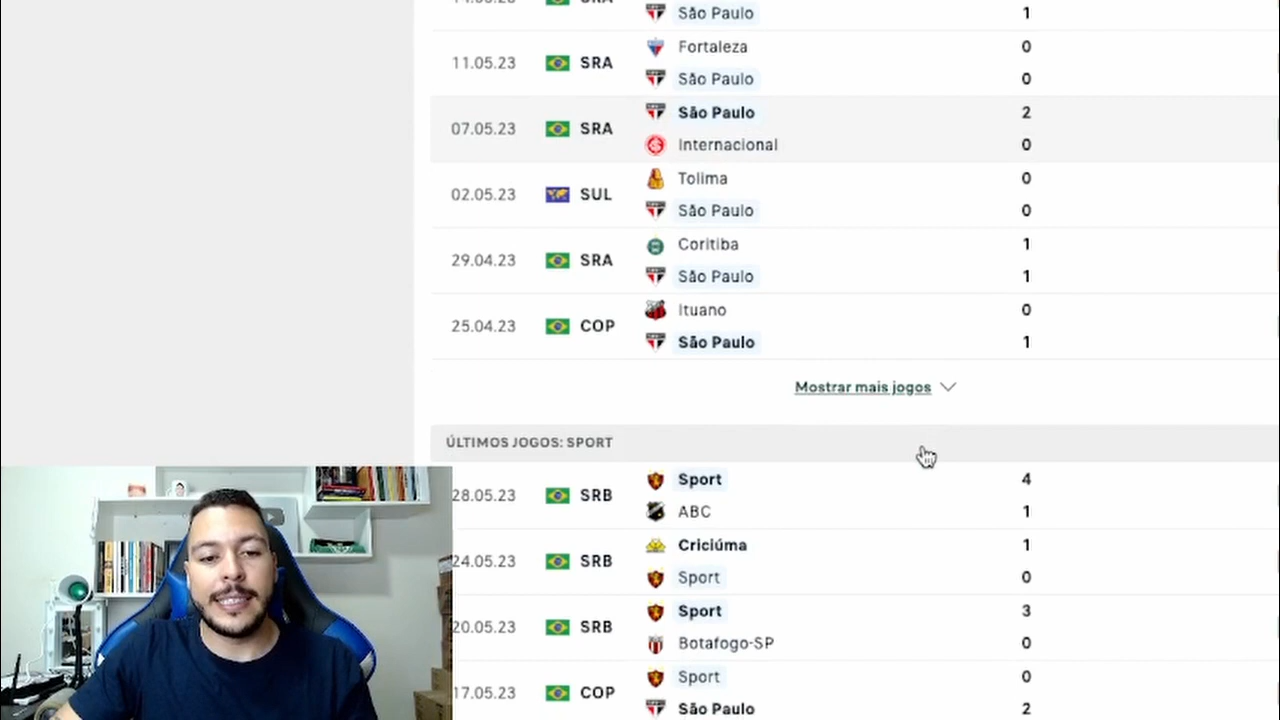 São Paulo 1
11.05.23 SRA Fortaleza 0
São Paulo 0
07.05.23 SRA São Paulo 2
Internacional 0
02.05.23 SUL Tolima 0
São Paulo 0
29.04.23 SRA Coritiba 1
São Paulo 1
25.04.23 COP Ituano 0
São Paulo 1
Mostrar mais jogos
ÚLTIMOS JOGOS: SPORT
28.05.23 SRB Sport 4
ABC 1
24.05.23 SRB Criciúma 1
Sport 0
20.05.23 SRB Sport 3
Botafogo-SP 0
17.05.23 COP Sport 0
São Paulo 2